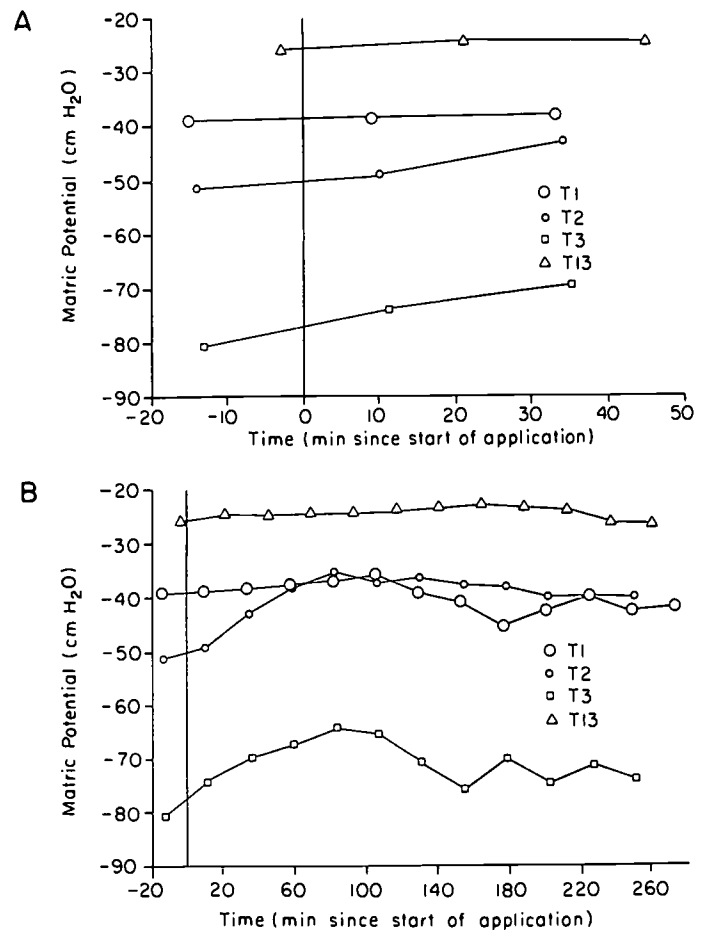 A
Matric Potential (cm H₂O)
-20
-30
-40
-50
-60
-70
-80
-90
T1
T2
T3
T13
-20 -10 0 10 20 30 40 50
Time (min since start of application)
B
Matric Potential (cm H₂O)
-20
-30
-40
-50
-60
-70
-80
-90
T1
T2
T3
T13
-20 20 60 100 140 180 220 260
Time (min since start of application)